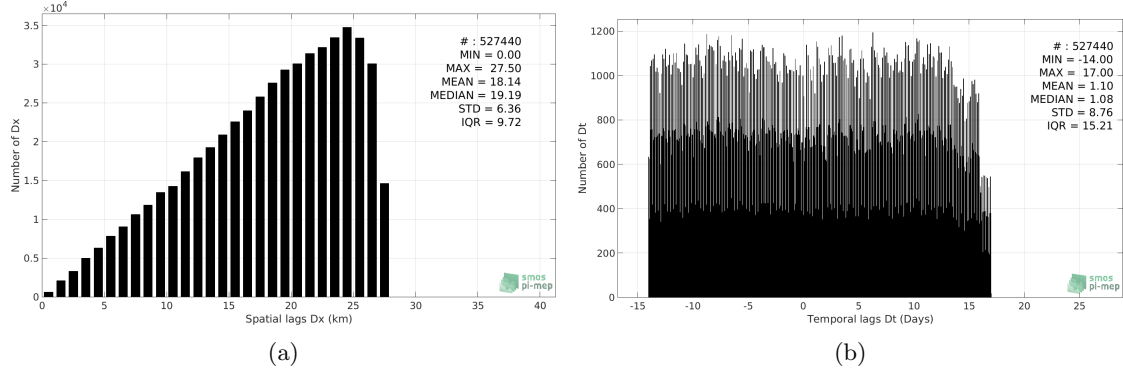 ×10^4
3.5
3
2.5
2
1.5
1
0.5
0
Number of Dx
# : 527440
MIN = 0.00
MAX = 27.50
MEAN = 18.14
MEDIAN = 19.19
STD = 6.36
IQR = 9.72
smos
pi-mep
0 5 10 15 20 25 30 35 40
Spatial lags Dx (km)
(a)
1200
1000
800
600
400
200
0
Number of Dt
# : 527440
MIN = -14.00
MAX = 17.00
MEAN = 1.10
MEDIAN = 1.08
STD = 8.76
IQR = 15.21
smos
pi-mep
-15 -10 -5 0 5 10 15 20 25
Temporal lags Dt (Days)
(b)